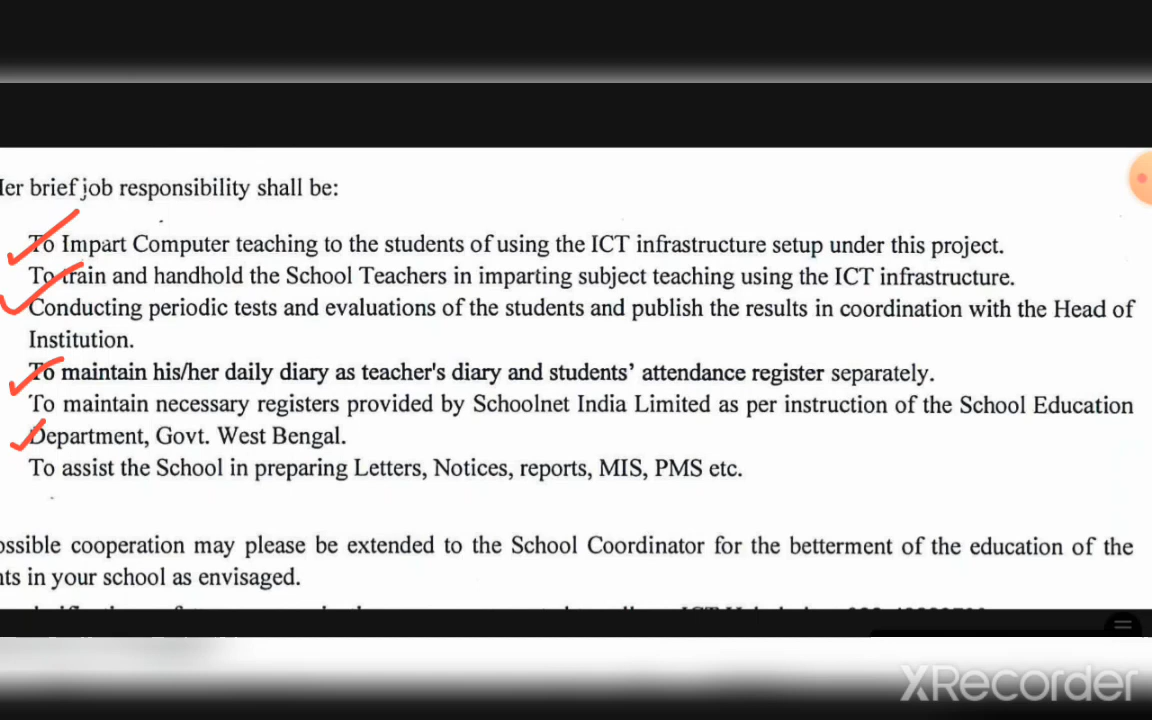 brief job responsibility shall be:
To Impart Computer teaching to the students of using the ICT infrastructure setup under this project.
To train and handhold the School Teachers in imparting subject teaching using the ICT infrastructure.
Conducting periodic tests and evaluations of the students and publish the results in coordination with the Head of
Institution.
To maintain his/her daily diary as teacher's diary and students' attendance register separately.
To maintain necessary registers provided by Schoolnet India Limited as per instruction of the School Education
Department, Govt. West Bengal.
To assist the School in preparing Letters, Notices, reports, MIS, PMS etc.
cooperation may please be extended to the School Coordinator for the betterment of the education of the
in your school as envisaged.
XRecorder